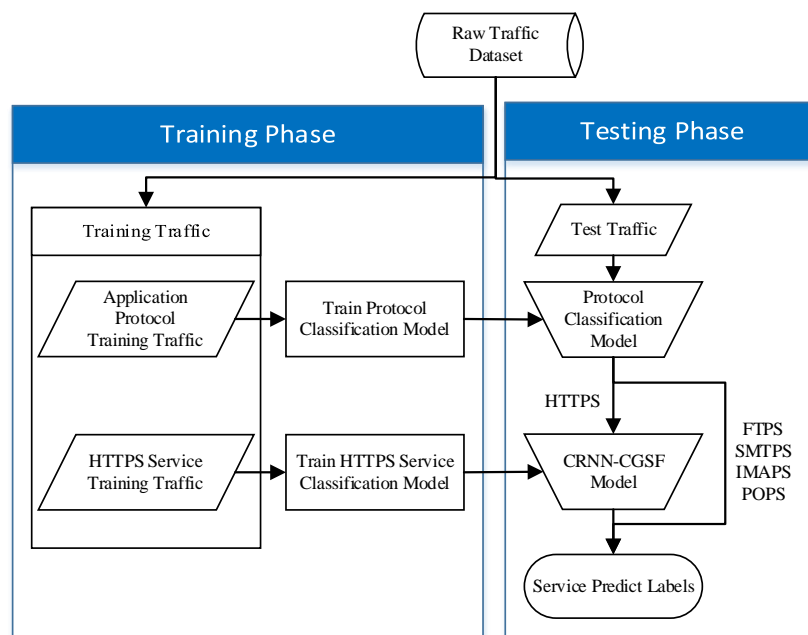 Raw Traffic
Dataset
Training Phase
Testing Phase
Training Traffic
Test Traffic
Application
Protocol
Training Traffic
Train Protocol
Classification Model
Protocol
Classification
Model
HTTPS
FTPS
SMTPS
IMAPS
POPS
HTTPS Service
Training Traffic
Train HTTPS Service
Classification Model
CRNN-CGSF
Model
Service Predict Labels